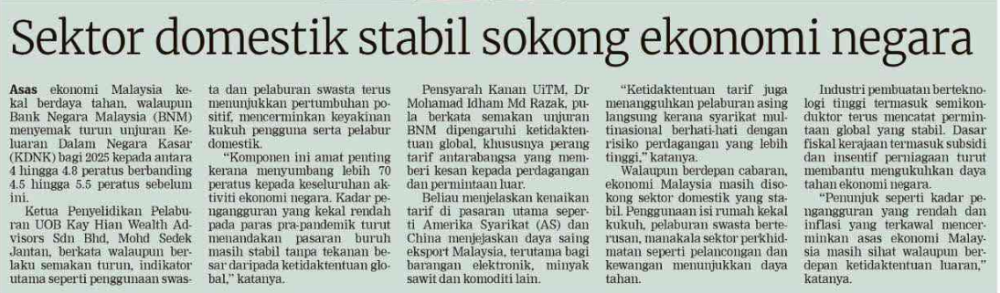 Sektor domestik stabil sokong ekonomi negara
Asas ekonomi Malaysia ke-
kal berdaya tahan, walaupun
Bank Negara Malaysia (BNM)
menyemak turun unjuran Ke-
luaran Dalam Negara Kasar
(KDNK) bagi 2025 kepada antara
4 hingga 4.8 peratus berbanding
4.5 hingga 5.5 peratus sebelum
ini.
Ketua Penyelidikan Pelabu-
ran UOB Kay Hian Wealth Ad-
visors Sdn Bhd, Mohd Sedek
Jantan, berkata walaupun ber-
laku semakan turun, indikator
utama seperti penggunaan swas-
ta dan pelaburan swasta terus
menunjukkan pertumbuhan po-
sitif, mencerminkan keyakinan
kukuh pengguna serta pelabur
domestik.
“Komponen ini amat penting
kerana menyumbang lebih 70
peratus kepada keseluruhan ak-
tiviti ekonomi negara. Kadar pe-
ngangguran yang kekal rendah
pada paras pra-pandemik turut
menandakan pasaran buruh
masih stabil tanpa tekanan be-
sar daripada ketidaktentuan glo-
bal,” katanya.
Pensyarah Kanan UiTM, Dr
Mohamad Idham Md Razak, pu-
la berkata semakan unjuran
BNM dipengaruhi ketidakten-
tuan global, khususnya perang
tarif antarabangsa yang mem-
beri kesan kepada perdagangan
dan permintaan luar.
Beliau menjelaskan kenaikan
tarif di pasaran utama seper-
ti Amerika Syarikat (AS) dan
China menjejaskan daya saing
eksport Malaysia, terutama bagi
barangan elektronik, minyak
sawit dan komoditi lain.
“Ketidaktentuan tarif juga
menangguhkan pelaburan asing
langsung kerana syarikat mul-
tinasional berhati-hati dengan
risiko perdagangan yang lebih
tinggi,” katanya.
Walaupun berdepan cabaran,
ekonomi Malaysia masih diso-
kong sektor domestik yang sta-
bil. Penggunaan isi rumah kekal
kukuh, pelaburan swasta berte-
rusan, manakala sektor perkhid-
matan seperti pelancongan dan
kewangan menunjukkan daya
tahan.
Industri pembuatan bertekno-
logi tinggi termasuk semikon-
duktor terus mencatat permin-
taan global yang stabil. Dasar
fiskal kerajaan termasuk subsidi
dan insentif perniagaan turut
membantu mengukuhkan daya
tahan ekonomi negara.
“Penunjuk seperti kadar pe-
ngangguran yang rendah dan
inflasi yang terkawal mencer-
minkan asas ekonomi Malay-
sia masih sihat walaupun ber-
depan ketidaktentuan luaran,”
katanya.